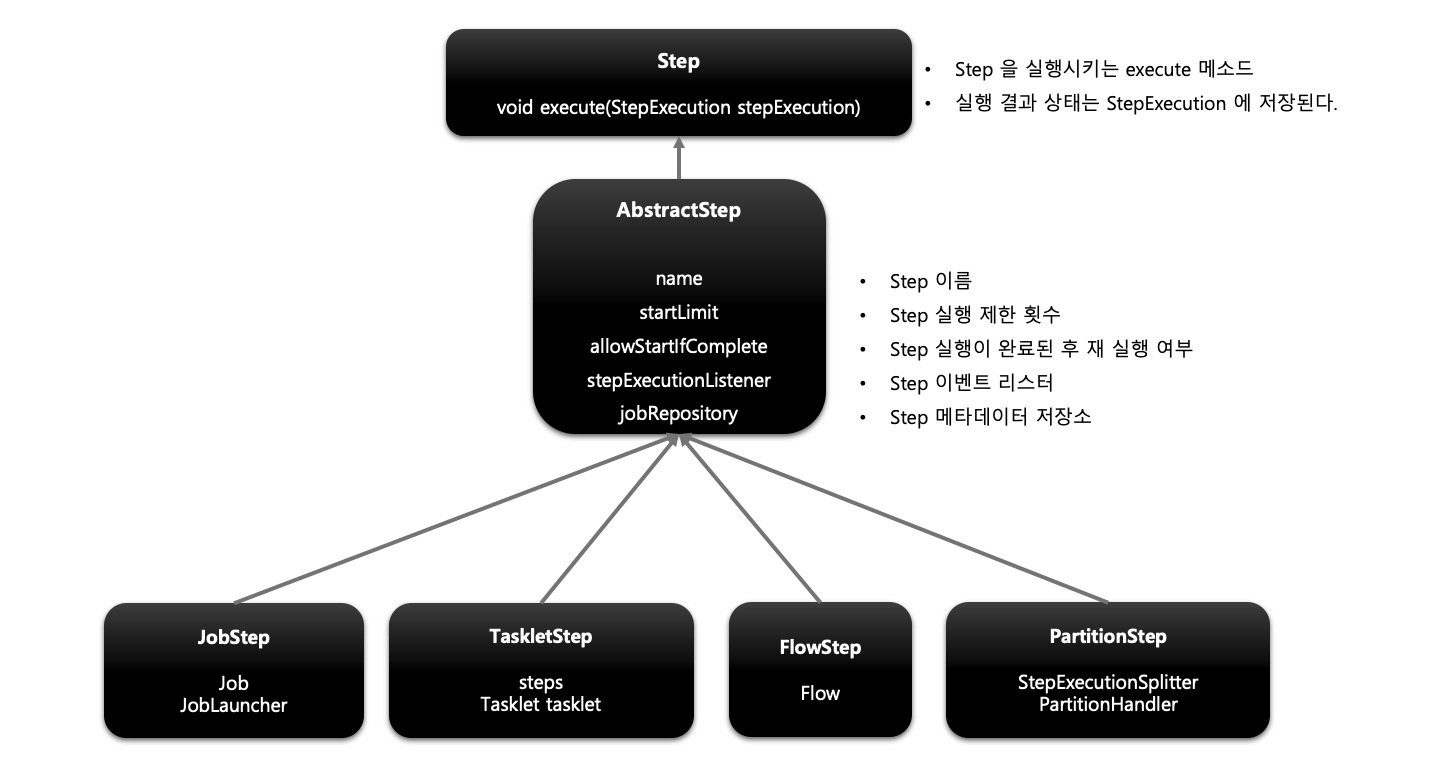 Step
void execute(StepExecution stepExecution)
• Step 을 실행시키는 execute 메소드
• 실행 결과 상태는 StepExecution 에 저장된다.
AbstractStep
name
startLimit
allowStartIfComplete
stepExecutionListener
jobRepository
• Step 이름
• Step 실행 제한 횟수
• Step 실행이 완료된 후 재 실행 여부
• Step 이벤트 리스터
• Step 메타데이터 저장소
JobStep
Job
JobLauncher
TaskletStep
steps
Tasklet tasklet
FlowStep
Flow
PartitionStep
StepExecutionSplitter
PartitionHandler